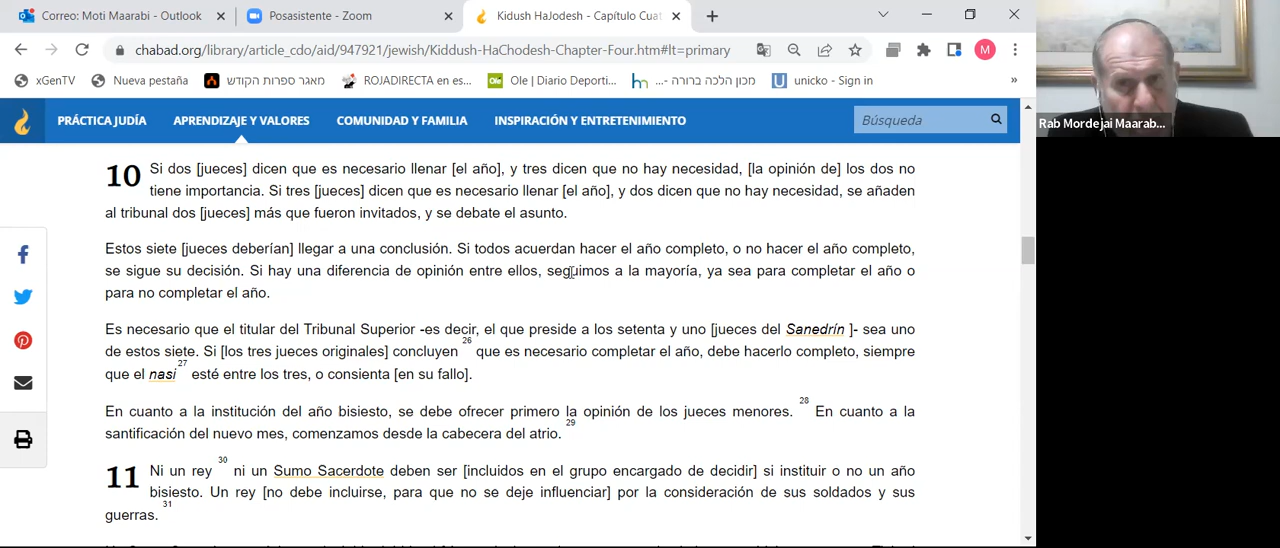 Correo: Moti Maarabi - Outlook
Posasistente - Zoom
Kidush HaJodesh - Capítulo Cuat
chabad.org/library/article_cdo/aid/947921/jewish/Kiddush-HaChodesh-Chapter-Four.htm#lt=primary
M
xGenTV
Nueva pestaña
מאגר ספרות הקודש
ROJADIRECTA en es...
Ole | Diario Deporti...
מכון הלכה ברורה -...
unicko - Sign in
»
PRÁCTICA JUDÍA
APRENDIZAJE Y VALORES
COMUNIDAD Y FAMILIA
INSPIRACIÓN Y ENTRETENIMIENTO
Búsqueda
Rab Mordejai Maarab...
10 Si dos [jueces] dicen que es necesario llenar [el año], y tres dicen que no hay necesidad, [la opinión de] los dos no
tiene importancia. Si tres [jueces] dicen que es necesario llenar [el año], y dos dicen que no hay necesidad, se añaden
al tribunal dos [jueces] más que fueron invitados, y se debate el asunto.
Estos siete [jueces deberían] llegar a una conclusión. Si todos acuerdan hacer el año completo, o no hacer el año completo,
se sigue su decisión. Si hay una diferencia de opinión entre ellos, seguimos a la mayoría, ya sea para completar el año o
para no completar el año.
Es necesario que el titular del Tribunal Superior -es decir, el que preside a los setenta y uno [jueces del Sanedrín ]- sea uno
de estos siete. Si [los tres jueces originales] concluyen 26 que es necesario completar el año, debe hacerlo completo, siempre
que el nasi 27 esté entre los tres, o consienta [en su fallo].
En cuanto a la institución del año bisiesto, se debe ofrecer primero la opinión de los jueces menores. 28 En cuanto a la
santificación del nuevo mes, comenzamos desde la cabecera del atrio. 29
11 Ni un rey 30 ni un Sumo Sacerdote deben ser [incluidos en el grupo encargado de decidir] si instituir o no un año
bisiesto. Un rey [no debe incluirse, para que no se deje influenciar] por la consideración de sus soldados y sus
guerras. 31